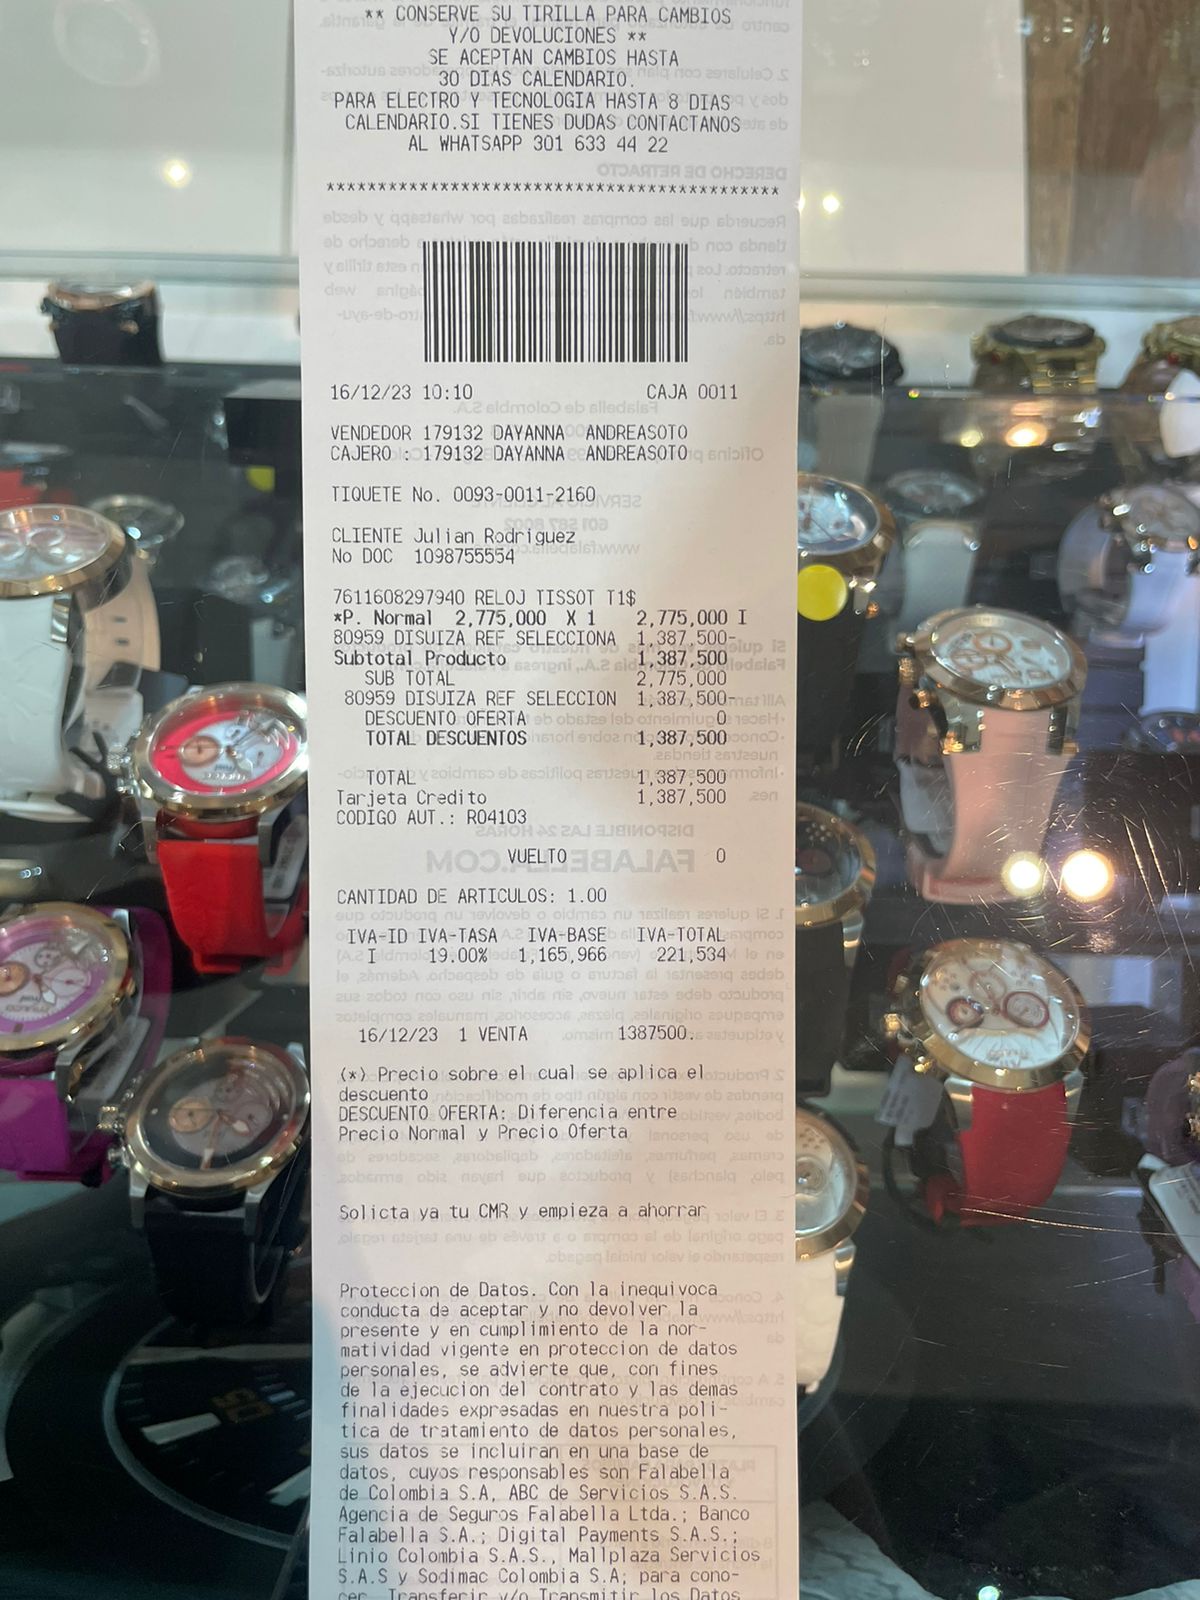 ** CONSERVE SU TIRILLA PARA CAMBIOS
Y/O DEVOLUCIONES **
SE ACEPTAN CAMBIOS HASTA
30 DIAS CALENDARIO.
PARA ELECTRO Y TECNOLOGIA HASTA 8 DIAS
CALENDARIO.SI TIENES DUDAS CONTACTANOS
AL WHATSAPP 301 633 44 22
********************************************
16/12/23 10:10 CAJA 0011
VENDEDOR 179132 DAYANNA ANDREASOTO
CAJERO : 179132 DAYANNA ANDREASOTO
TIQUETE No. 0093-0011-2160
CLIENTE Julian Rodriguez
No DOC 1098755554
7611608297940 RELOJ TISSOT T1$
*P. Normal 2,775,000 X 1 2,775,000 I
80959 DISUIZA REF SELECCIONA 1,387,500-
Subtotal Producto 1,387,500
SUB TOTAL 2,775,000
80959 DISUIZA REF SELECCION 1,387,500-
DESCUENTO OFERTA 0
TOTAL DESCUENTOS 1,387,500
TOTAL 1,387,500
Tarjeta Credito 1,387,500
CODIGO AUT.: R04103
VUELTO 0
CANTIDAD DE ARTICULOS: 1.00
IVA-ID IVA-TASA IVA-BASE IVA-TOTAL
I 19.00% 1,165,966 221,534
16/12/23 1 VENTA 1387500.
(*) Precio sobre el cual se aplica el
descuento
DESCUENTO OFERTA: Diferencia entre
Precio Normal y Precio Oferta
Solicta ya tu CMR y empieza a ahorrar
Proteccion de Datos. Con la inequivoca
conducta de aceptar y no devolver la
presente y en cumplimiento de la nor-
matividad vigente en proteccion de datos
personales, se advierte que, con fines
de la ejecucion del contrato y las demas
finalidades expresadas en nuestra poli-
tica de tratamiento de datos personales,
sus datos se incluiran en una base de
datos, cuyos responsables son Falabella
de Colombia S.A, ABC de Servicios S.A.S.
Agencia de Seguros Falabella Ltda.; Banco
Falabella S.A.; Digital Payments S.A.S.;
Linio Colombia S.A.S., Mallplaza Servicios
S.A.S y Sodimac Colombia S.A; para cono-
cer, Transferir y/o Transmitir los Datos